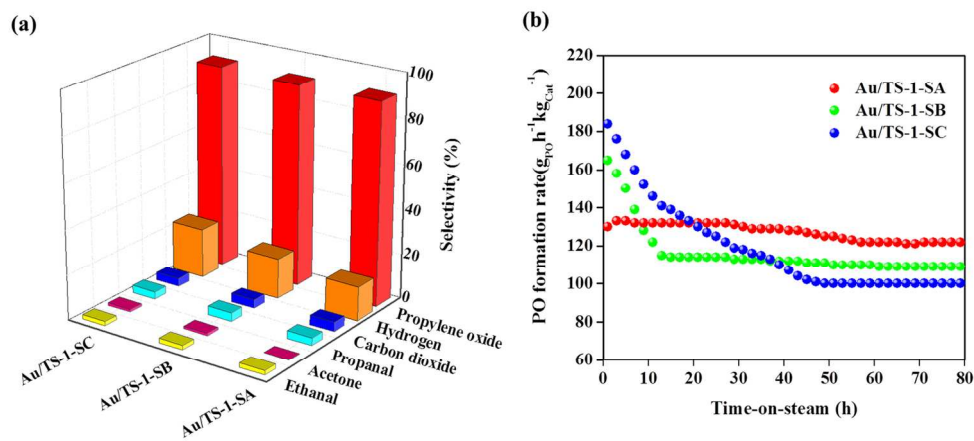 (a)
100
80
60
40
20
0
Selectivity (%)
Propylene oxide
Hydrogen
Carbon dioxide
Propanal
Acetone
Ethanal
Au/TS-1-SC
Au/TS-1-SB
Au/TS-1-SA
(b)
PO formation rate(g_PO h^-1 kg_Cat^-1)
220
200
180
160
140
120
100
80
60
Au/TS-1-SA
Au/TS-1-SB
Au/TS-1-SC
0 10 20 30 40 50 60 70 80
Time-on-steam (h)